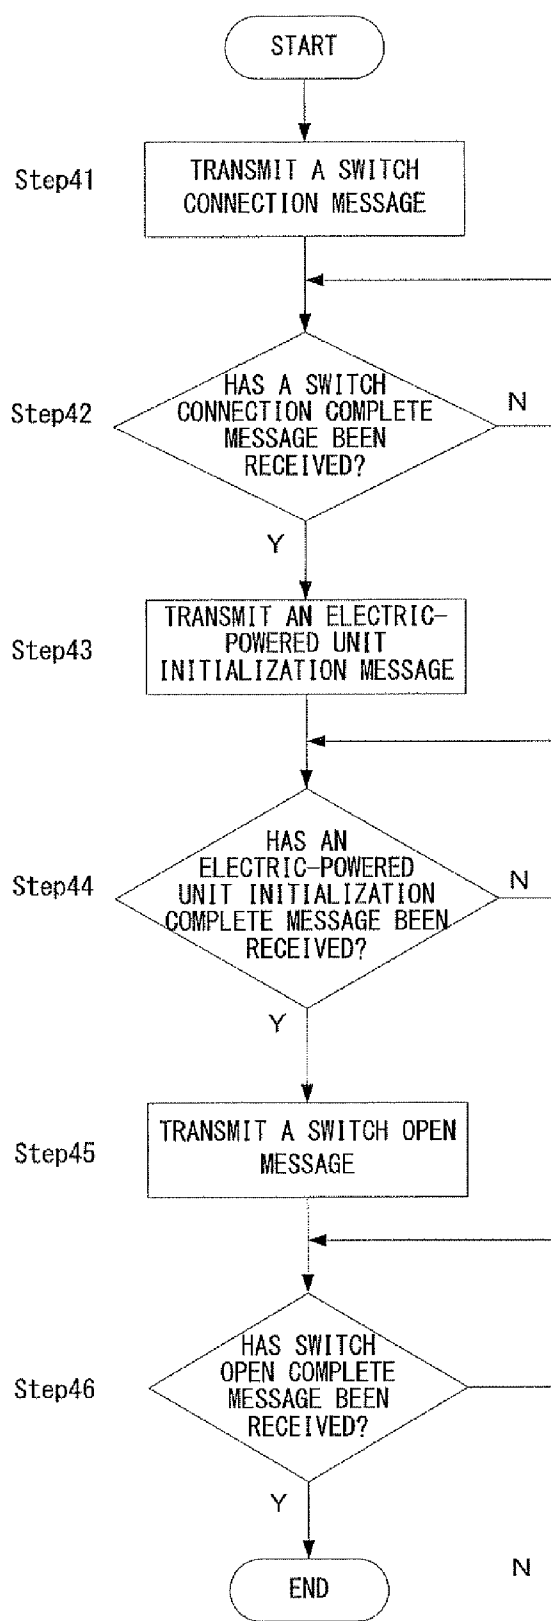 START
Step41
TRANSMIT A SWITCH
CONNECTION MESSAGE
Step42
HAS A SWITCH
CONNECTION COMPLETE
MESSAGE BEEN
RECEIVED?
N
Y
Step43
TRANSMIT AN ELECTRIC-
POWERED UNIT
INITIALIZATION MESSAGE
Step44
HAS AN
ELECTRIC-POWERED
UNIT INITIALIZATION
COMPLETE MESSAGE BEEN
RECEIVED?
N
Y
Step45
TRANSMIT A SWITCH OPEN
MESSAGE
Step46
HAS SWITCH
OPEN COMPLETE
MESSAGE BEEN
RECEIVED?
Y
N
END